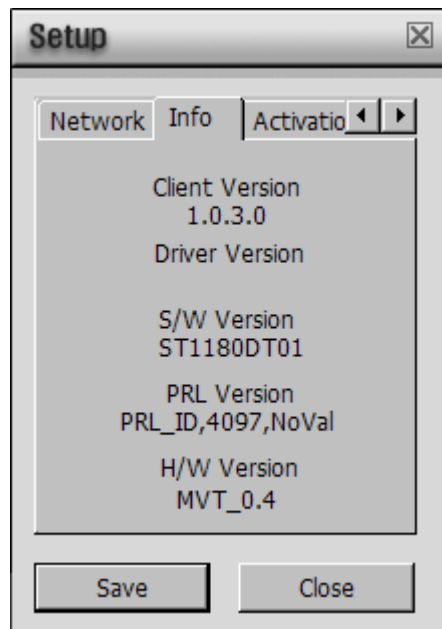 Setup
Network Info Activatio
Client Version
1.0.3.0
Driver Version
S/W Version
ST1180DT01
PRL Version
PRL_ID,4097,NoVal
H/W Version
MVT_0.4
Save Close